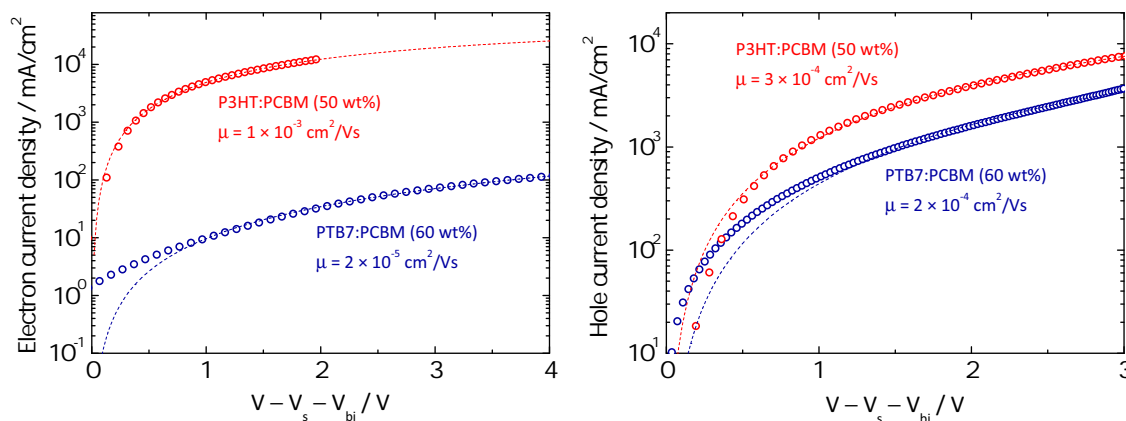 Electron current density / mA/cm²
10⁴
10³
10²
10¹
10⁰
10⁻¹
P3HT:PCBM (50 wt%)
μ = 1 × 10⁻³ cm²/Vs
PTB7:PCBM (60 wt%)
μ = 2 × 10⁻⁵ cm²/Vs
0 1 2 3 4
V − Vₛ − V_bi / V
Hole current density / mA/cm²
10⁴
10³
10²
10¹
P3HT:PCBM (50 wt%)
μ = 3 × 10⁻⁴ cm²/Vs
PTB7:PCBM (60 wt%)
μ = 2 × 10⁻⁴ cm²/Vs
0 1 2 3
V − Vₛ − V_bi / V